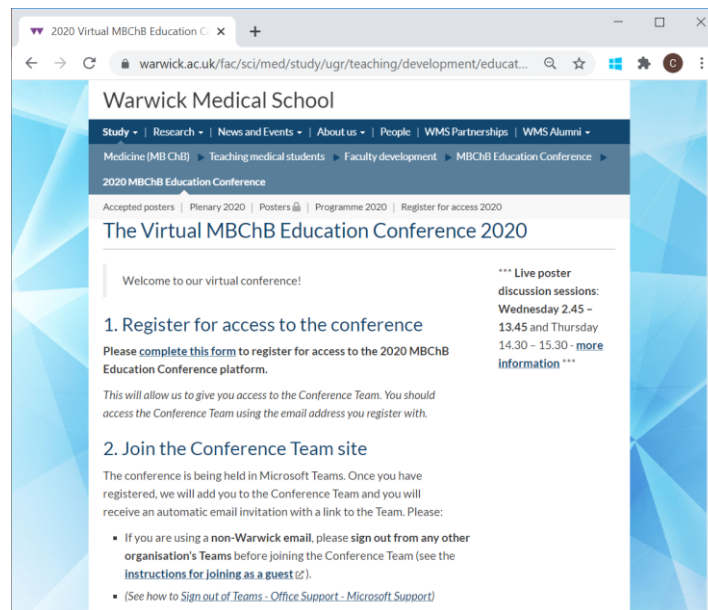 2020 Virtual MBChB Education C
warwick.ac.uk/fac/sci/med/study/ugr/teaching/development/educat...
C
Warwick Medical School
Study | Research | News and Events | About us | People | WMS Partnerships | WMS Alumni
Medicine (MB ChB) Teaching medical students Faculty development MBChB Education Conference
2020 MBChB Education Conference
Accepted posters | Plenary 2020 | Posters | Programme 2020 | Register for access 2020
The Virtual MBChB Education Conference 2020
Welcome to our virtual conference!
1. Register for access to the conference
Please complete this form to register for access to the 2020 MBChB
Education Conference platform.
This will allow us to give you access to the Conference Team. You should
access the Conference Team using the email address you register with.
2. Join the Conference Team site
The conference is being held in Microsoft Teams. Once you have
registered, we will add you to the Conference Team and you will
receive an automatic email invitation with a link to the Team. Please:
If you are using a non-Warwick email, please sign out from any other
organisation's Teams before joining the Conference Team (see the
instructions for joining as a guest).
(See how to Sign out of Teams - Office Support - Microsoft Support)
*** Live poster
discussion sessions:
Wednesday 2.45 –
13.45 and Thursday
14.30 – 15.30 - more
information ***